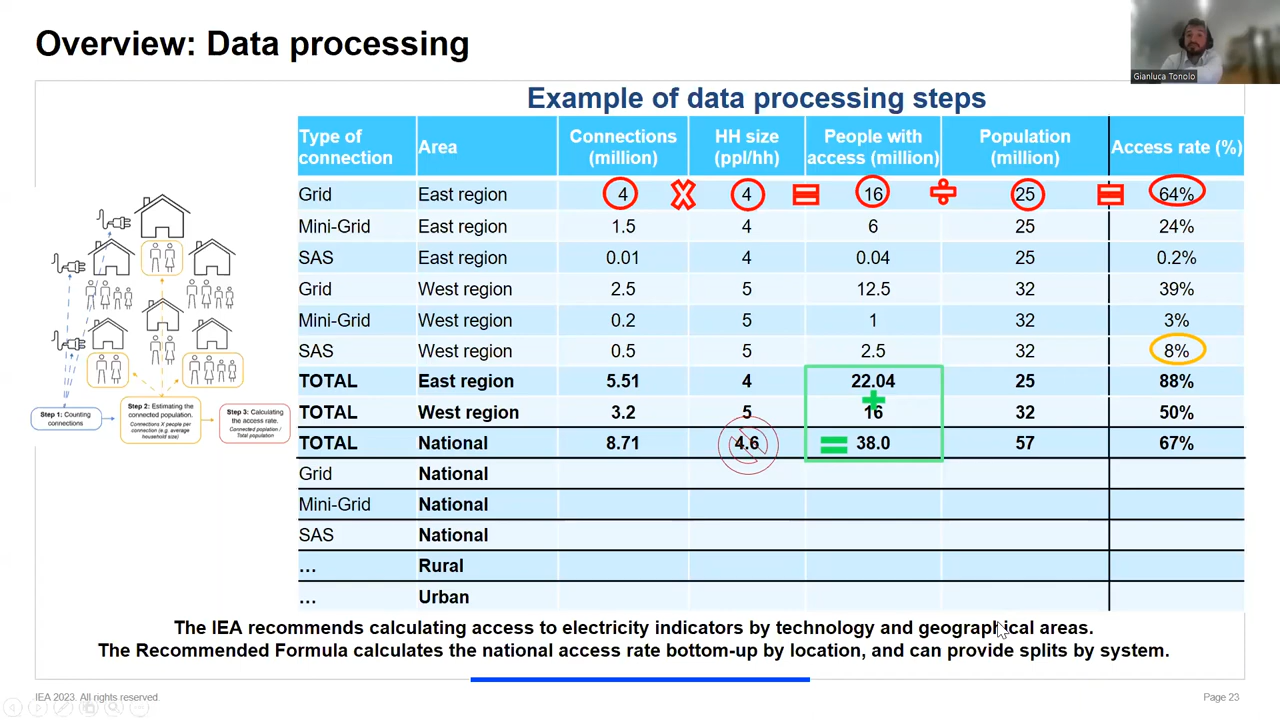 Overview: Data processing
Gianluca Tonolo
Example of data processing steps
Type of connection Area Connections (million) HH size (ppl/hh) People with access (million) Population (million) Access rate (%)
Grid East region 4 4 16 25 64%
Mini-Grid East region 1.5 4 6 25 24%
SAS East region 0.01 4 0.04 25 0.2%
Grid West region 2.5 5 12.5 32 39%
Mini-Grid West region 0.2 5 1 32 3%
SAS West region 0.5 5 2.5 32 8%
TOTAL East region 5.51 4 22.04 25 88%
TOTAL West region 3.2 5 16 32 50%
TOTAL National 8.71 4.6 38.0 57 67%
Grid National
Mini-Grid National
SAS National
... Rural
... Urban
Step 1: Counting
connections
Step 2: Estimating the
connected population.
Connections X people per
connection (e.g. average
household size)
Step 3: Calculating
the access rate.
Connected popletion /
Total population
The IEA recommends calculating access to electricity indicators by technology and geographical areas.
The Recommended Formula calculates the national access rate bottom-up by location, and can provide splits by system.
IEA 2023. All rights reserved.
Page 23